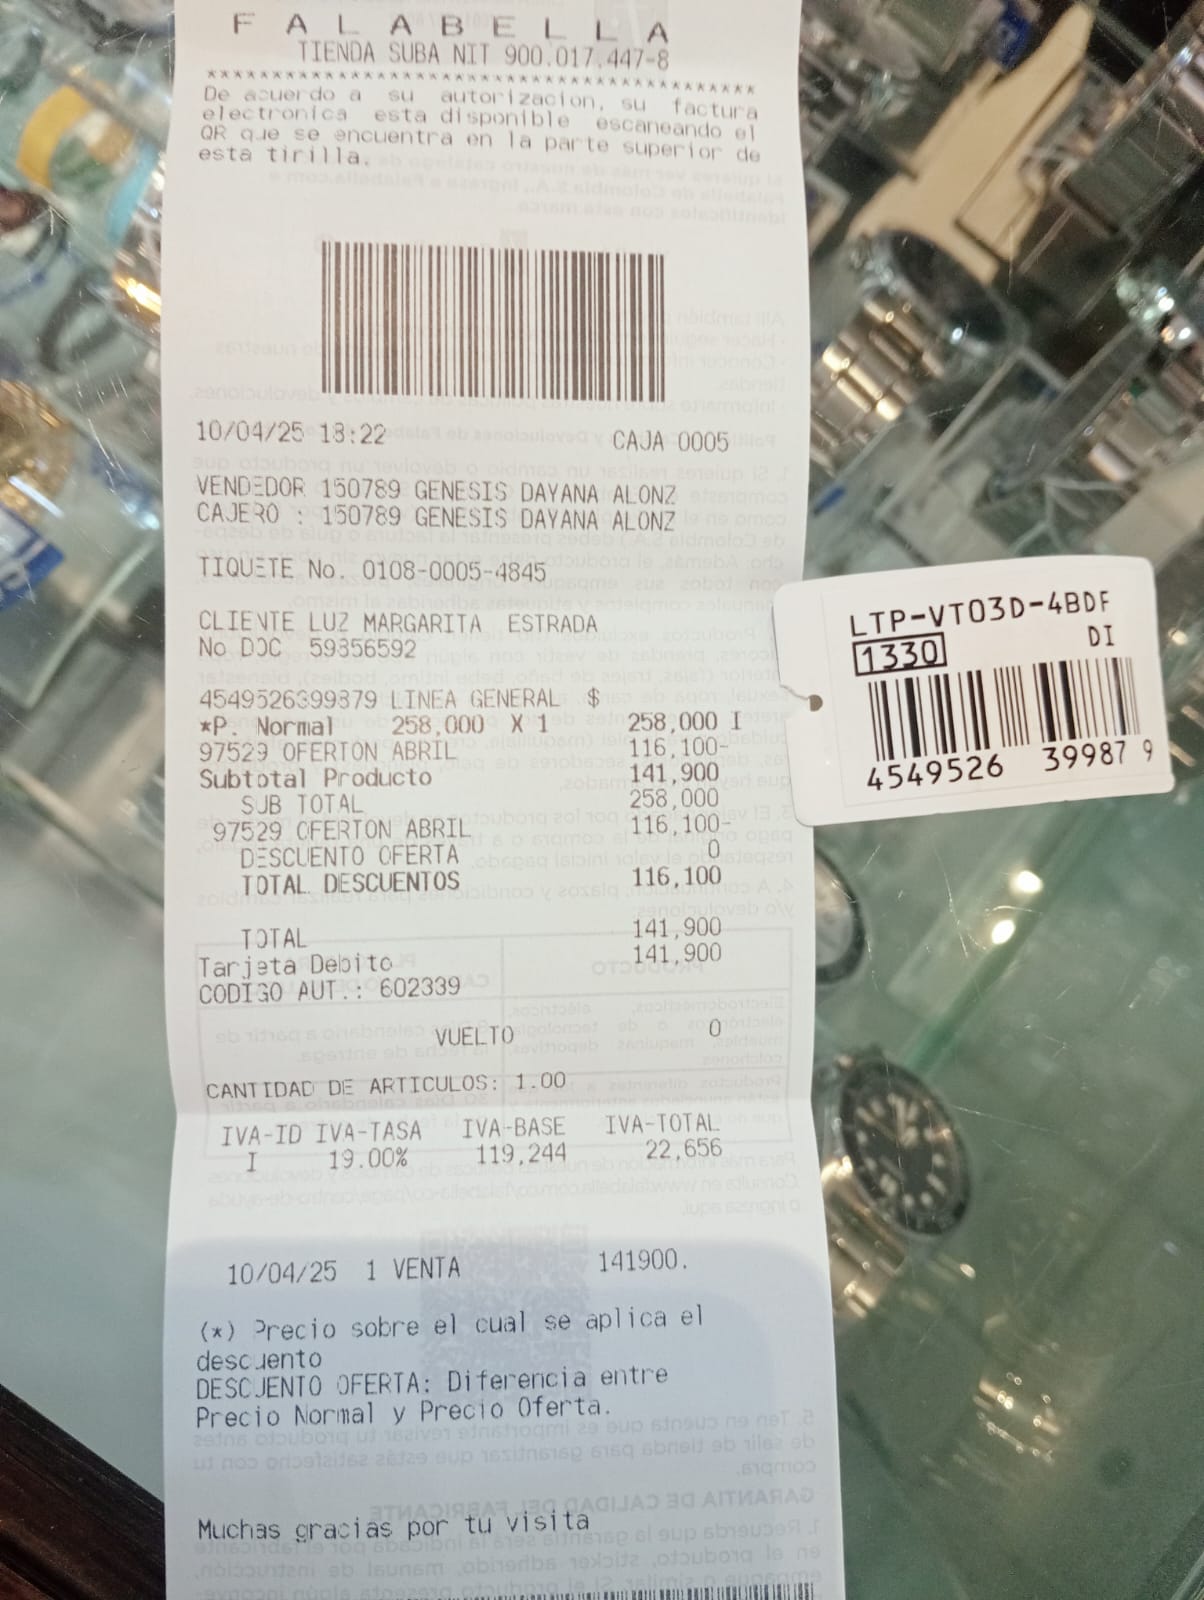 F A L A B E L L A
TIENDA SUBA NIT 900.017.447-8
******************************************
De acuerdo a su autorizacion, su factura
electronica esta disponible escaneando el
QR que se encuentra en la parte superior de
esta tirilla.
10/04/25 18:22 CAJA 0005
VENDEDOR 150789 GENESIS DAYANA ALONZ
CAJERO : 150789 GENESIS DAYANA ALONZ
TIQUETE No. 0108-0005-4845
CLIENTE LUZ MARGARITA ESTRADA
No DOC 59856592
4549526399879 LINEA GENERAL $
*P. Normal 258,000 X 1 258,000 I
97529 OFERTON ABRIL 116,100-
Subtotal Producto 141,900
SUB TOTAL 258,000
97529 OFERTON ABRIL 116,100-
DESCUENTO OFERTA 0
TOTAL DESCUENTOS 116,100
TOTAL 141,900
Tarjeta Debito 141,900
CODIGO AUT.: 602339
VUELTO 0
CANTIDAD DE ARTICULOS: 1.00
IVA-ID IVA-TASA IVA-BASE IVA-TOTAL
I 19.00% 119,244 22,656
10/04/25 1 VENTA 141900.
(*) Precio sobre el cual se aplica el
descuento
DESCUENTO OFERTA: Diferencia entre
Precio Normal y Precio Oferta.
Muchas gracias por tu visita
LTP-VT03D-4BDF
1330 DI
4549526 39987 9